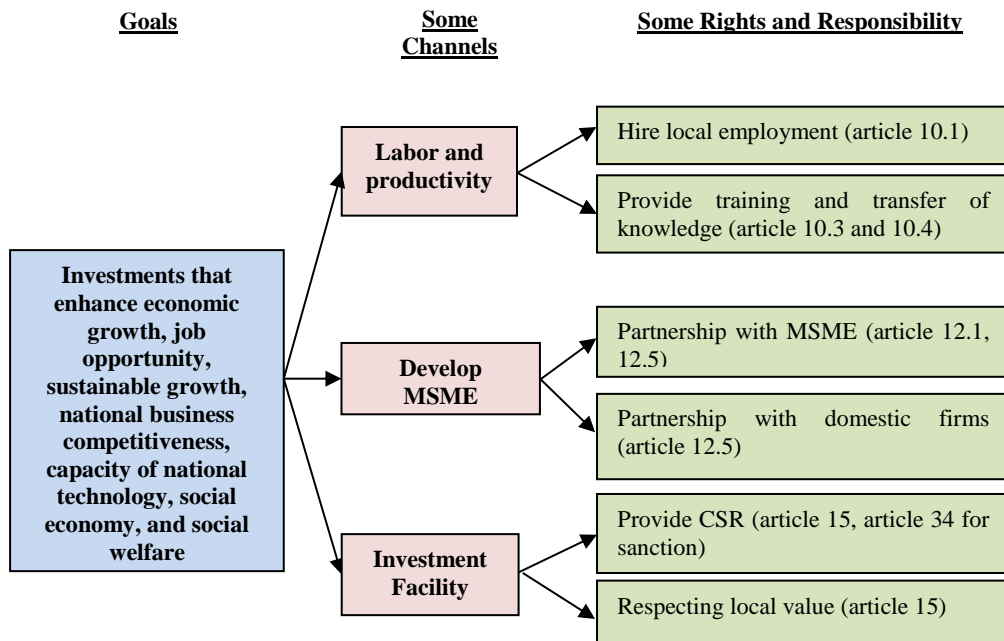 Goals
Some
Channels
Some Rights and Responsibility
Labor and
productivity
Hire local employment (article 10.1)
Provide training and transfer of
knowledge (article 10.3 and 10.4)
Investments that
enhance economic
growth, job
opportunity,
sustainable growth,
national business
competitiveness,
capacity of national
technology, social
economy, and social
welfare
Develop
MSME
Partnership with MSME (article 12.1,
12.5)
Partnership with domestic firms
(article 12.5)
Investment
Facility
Provide CSR (article 15, article 34 for
sanction)
Respecting local value (article 15)